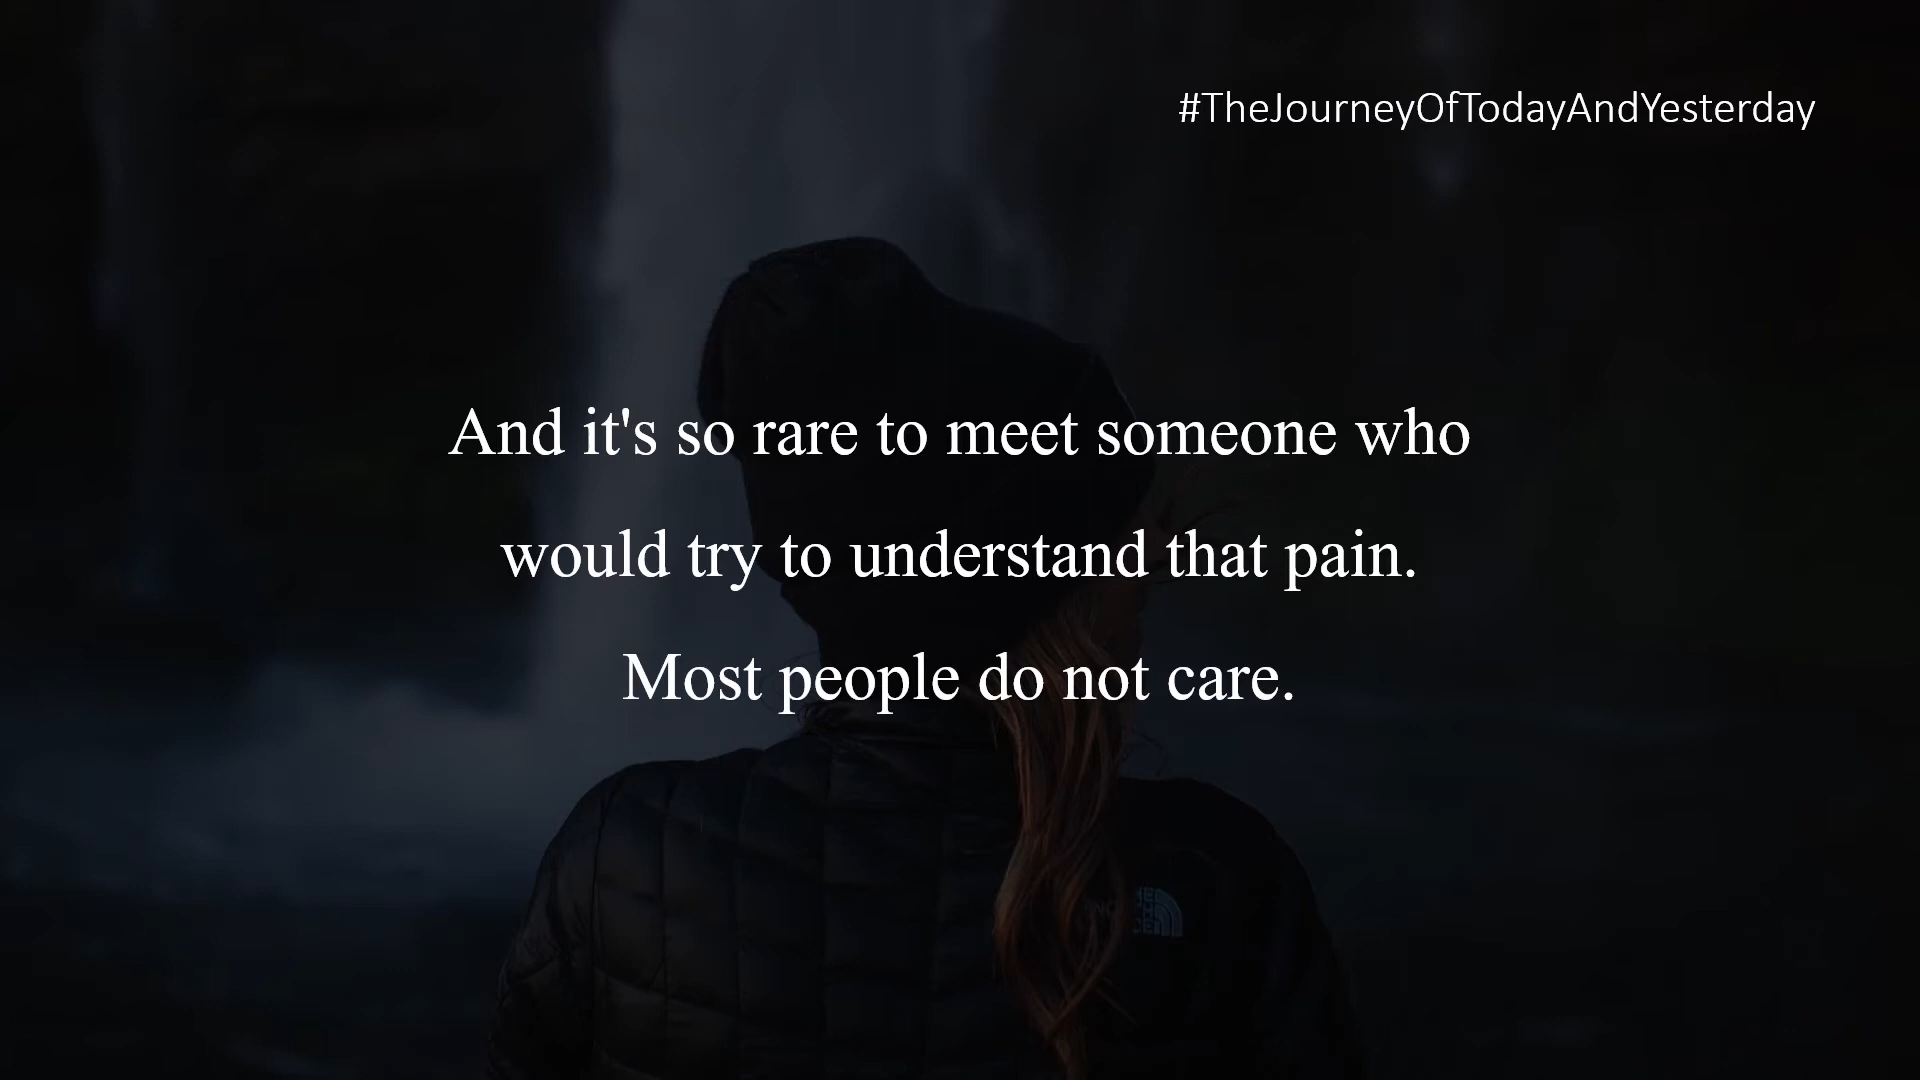 #TheJourneyOfTodayAndYesterday
And it's so rare to meet someone who
would try to understand that pain.
Most people do not care.